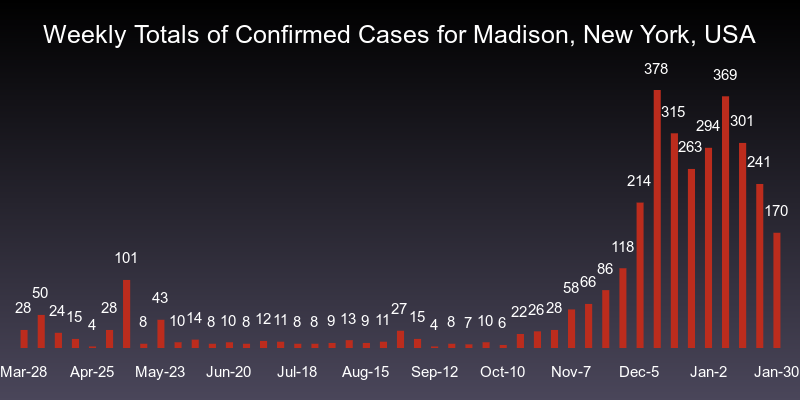 Weekly Totals of Confirmed Cases for Madison, New York, USA
28 50 24 15 4 28 101 8 43 10 14 8 10 8 12 11 8 8 9 13 9 11 27 15 4 8 7 10 6 22 26 28 58 66 86 118 214 378 315 263 294 369 301 241 170
Mar-28 Apr-25 May-23 Jun-20 Jul-18 Aug-15 Sep-12 Oct-10 Nov-7 Dec-5 Jan-2 Jan-30